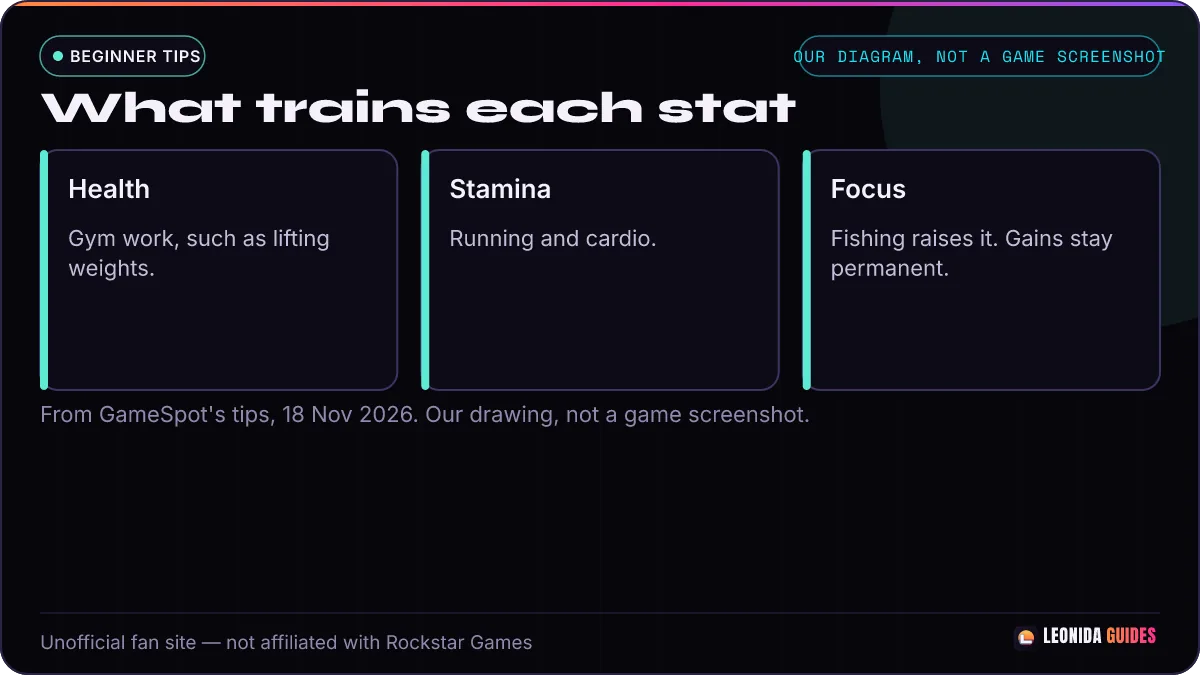 BEGINNER TIPS
OUR DIAGRAM, NOT A GAME SCREENSHOT
What trains each stat
Health
Gym work, such as lifting
weights.
Stamina
Running and cardio.
Focus
Fishing raises it. Gains stay
permanent.
From GameSpot's tips, 18 Nov 2026. Our drawing, not a game screenshot.
Unofficial fan site — not affiliated with Rockstar Games
LEONIDA GUIDES